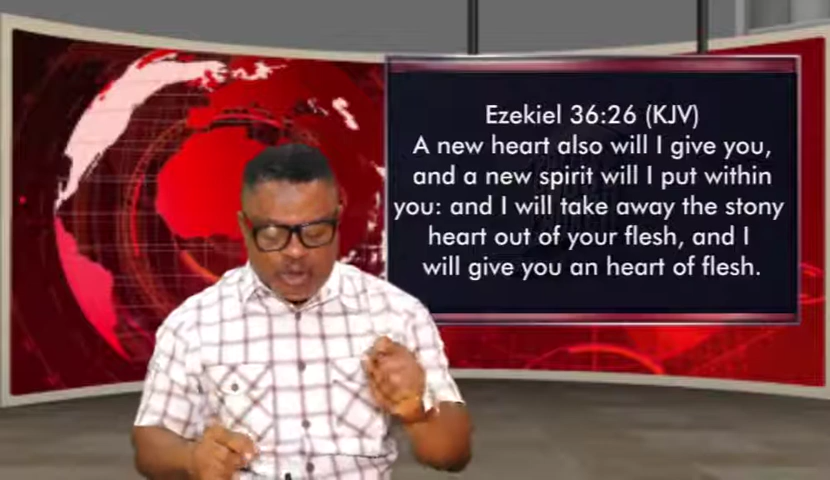 Ezekiel 36:26 (KJV)
A new heart also will I give you,
and a new spirit will I put within
you: and I will take away the stony
heart out of your flesh, and I
will give you an heart of flesh.